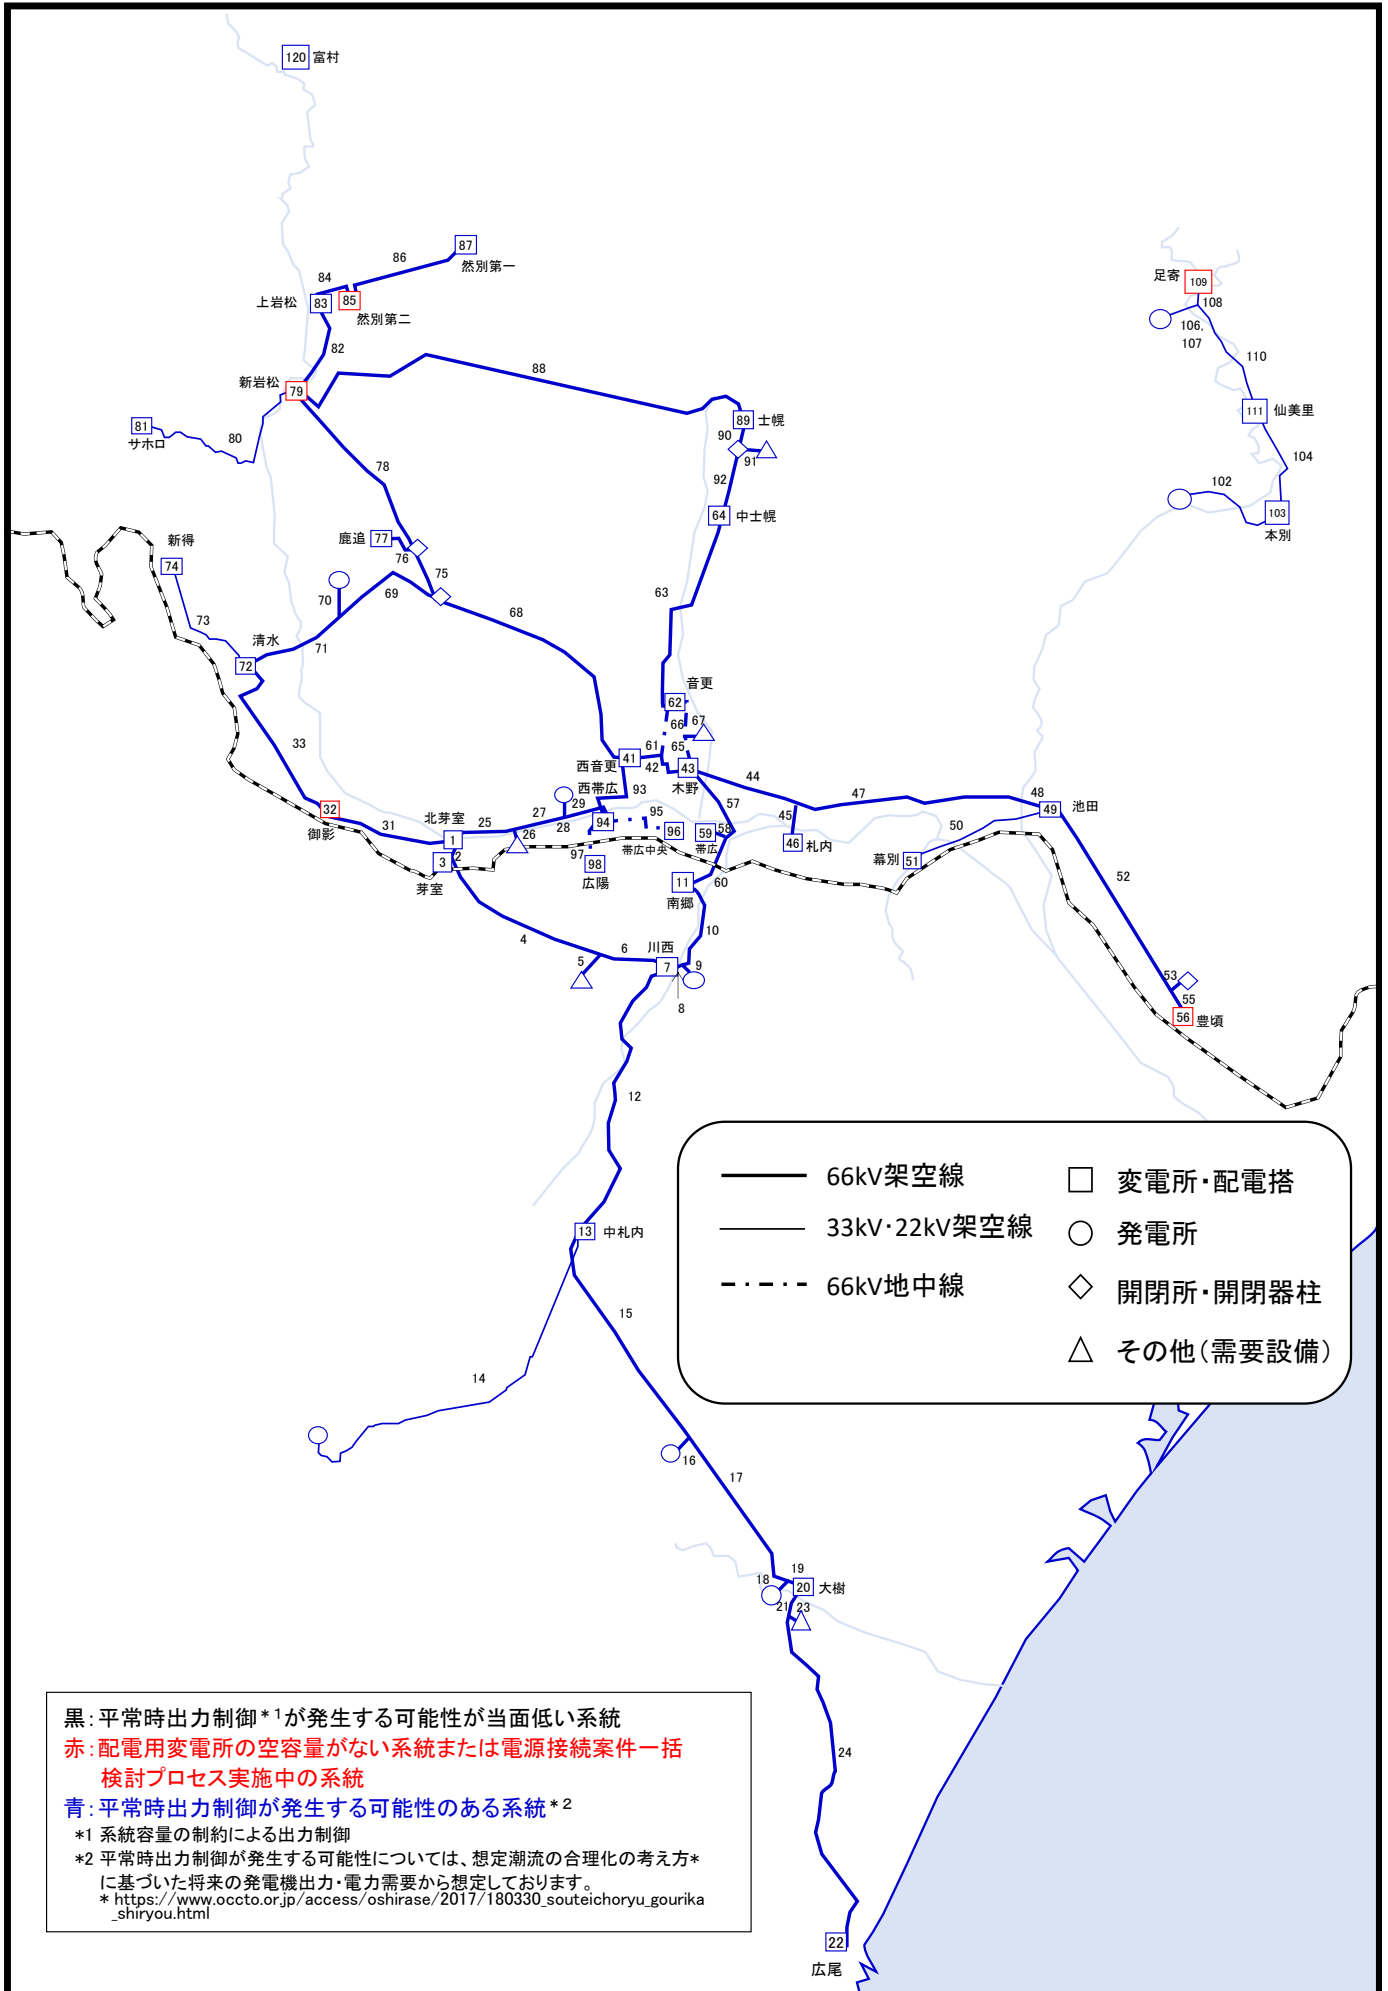 120 富村
87
然別第一
86
84
上岩松
83
85
然別第二
82
新岩松
79
88
81
サホロ
80
89 士幌
90
91
92
78
64 中士幌
足寄
109
108
106,
107
110
111 仙美里
104
102
103
本別
新得
74
鹿追
77
76
75
70
69
68
63
73
清水
72
71
音更
62
66
67
65
61
42
33
西音更
41
43
木野
44
西帯広
93
57
47
48
49 池田
32
御影
31
北芽室
1
25
27
29
28
26
94
95
96
帯広中央
59
58
帯広
45
46 札内
50
幕別
51
3
2
芽室
97
98
広陽
11
南郷
60
52
4
6
5
川西
7
10
9
8
53
55
56 豊頃
12
13 中札内
15
14
16
17
18
19
20 大樹
21
23
24
22
広尾
66kV架空線
33kV・22kV架空線
66kV地中線
変電所・配電搭
発電所
開閉所・開閉器柱
その他(需要設備)
黒:平常時出力制御*1が発生する可能性が当面低い系統
赤:配電用変電所の空容量がない系統または電源接続案件一括
検討プロセス実施中の系統
青:平常時出力制御が発生する可能性のある系統*2
*1 系統容量の制約による出力制御
*2 平常時出力制御が発生する可能性については、想定潮流の合理化の考え方*
に基づいた将来の発電機出力・電力需要から想定しております。
* https://www.occto.or.jp/access/oshirase/2017/180330_souteichoryu_gourika
_shiryou.html